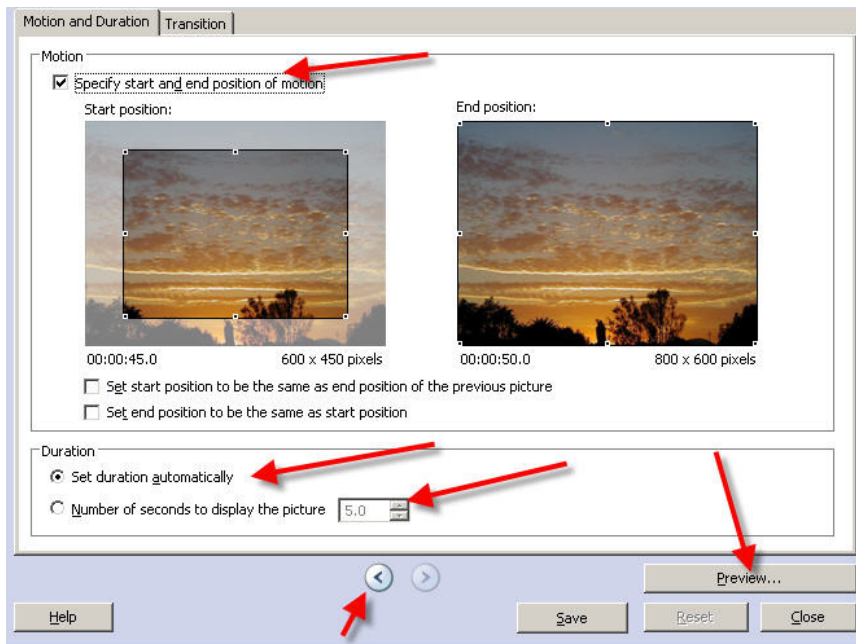 Motion and Duration Transition
Motion
Specify start and end position of motion
Start position: End position:
00:00:45.0 600 x 450 pixels 00:00:50.0 800 x 600 pixels
Set start position to be the same as end position of the previous picture
Set end position to be the same as start position
Duration
Set duration automatically
Number of seconds to display the picture 5.0
Preview...
Help Save Reset Close